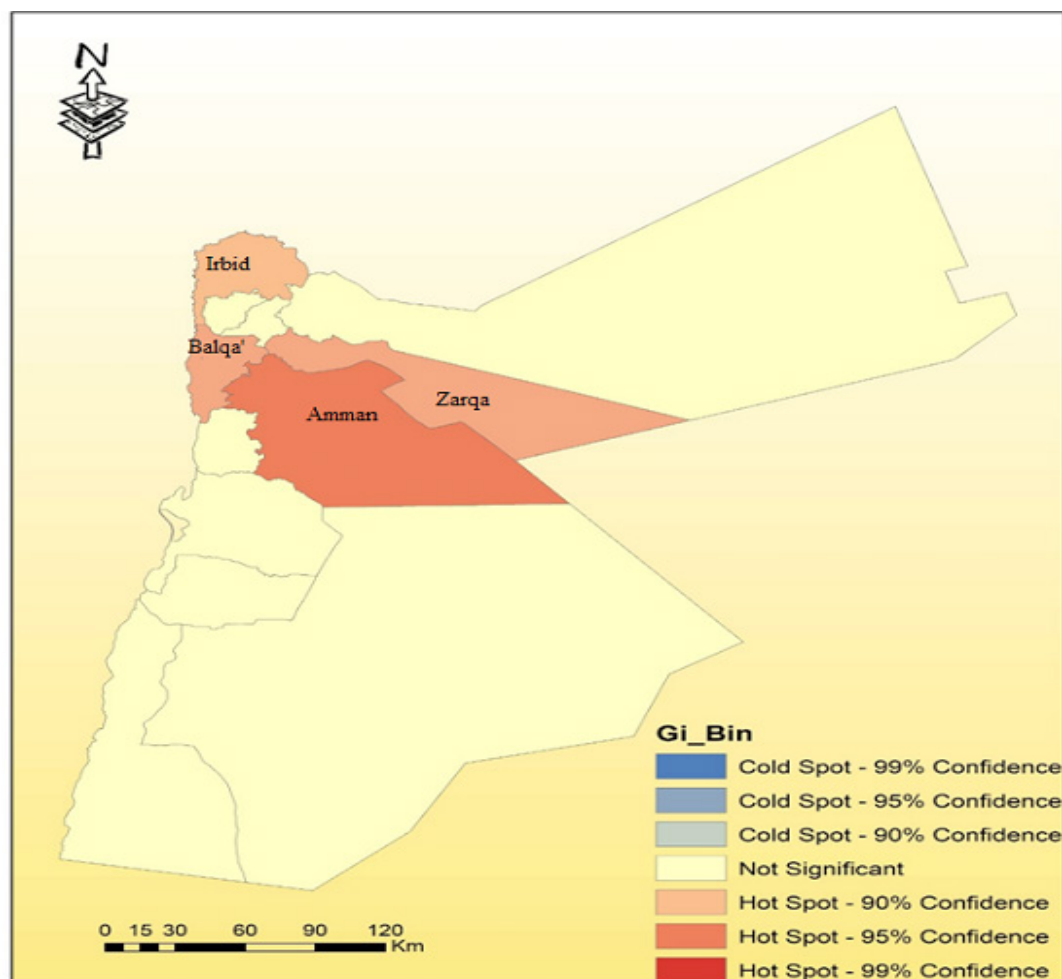 N
Irbid
Balqa'
Zarqa
Amman
Gi_Bin
Cold Spot - 99% Confidence
Cold Spot - 95% Confidence
Cold Spot - 90% Confidence
Not Significant
Hot Spot - 90% Confidence
Hot Spot - 95% Confidence
Hot Spot - 99% Confidence
0 15 30 60 90 120
Km